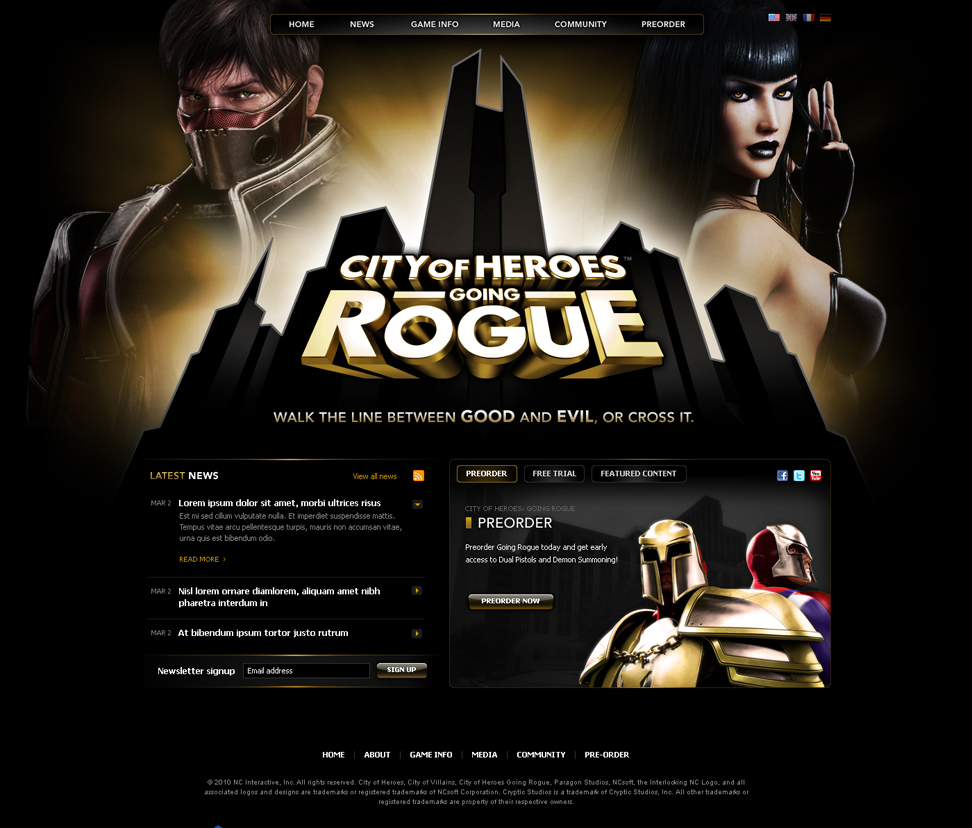 HOME NEWS GAME INFO MEDIA COMMUNITY PREORDER
CITY OF HEROES™
GOING
ROGUE
WALK THE LINE BETWEEN GOOD AND EVIL, OR CROSS IT.
LATEST NEWS
View all news
MAR 2 Lorem ipsum dolor sit amet, morbi ultrices risus
Est mi sed cillum vulputate nulla. Et imperdiet suspendisse mattis.
Tempus vitae arcu pellentesque turpis, mauris non accumsan vitae,
urna quis est bibendum odio.
READ MORE >
MAR 2 Nisl lorem ornare diamlorem, aliquam amet nibh
pharetra interdum in
MAR 2 At bibendum ipsum tortor justo rutrum
Newsletter signup Email address SIGN UP
PREORDER FREE TRIAL FEATURED CONTENT
You Tube
CITY OF HEROES: GOING ROGUE
PREORDER
Preorder Going Rogue today and get early
access to Dual Pistols and Demon Summoning!
PREORDER NOW
HOME | ABOUT | GAME INFO | MEDIA | COMMUNITY | PRE-ORDER
© 2010 NC Interactive, Inc. All rights reserved. City of Heroes, City of Villains, City of Heroes Going Rogue, Paragon Studios, NCsoft, the Interlocking NC Logo, and all
associated logos and designs are trademarks or registered trademarks of NCsoft Corporation. Cryptic Studios is a trademark of Cryptic Studios, Inc. All other trademarks or
registered trademarks are property of their respective owners.